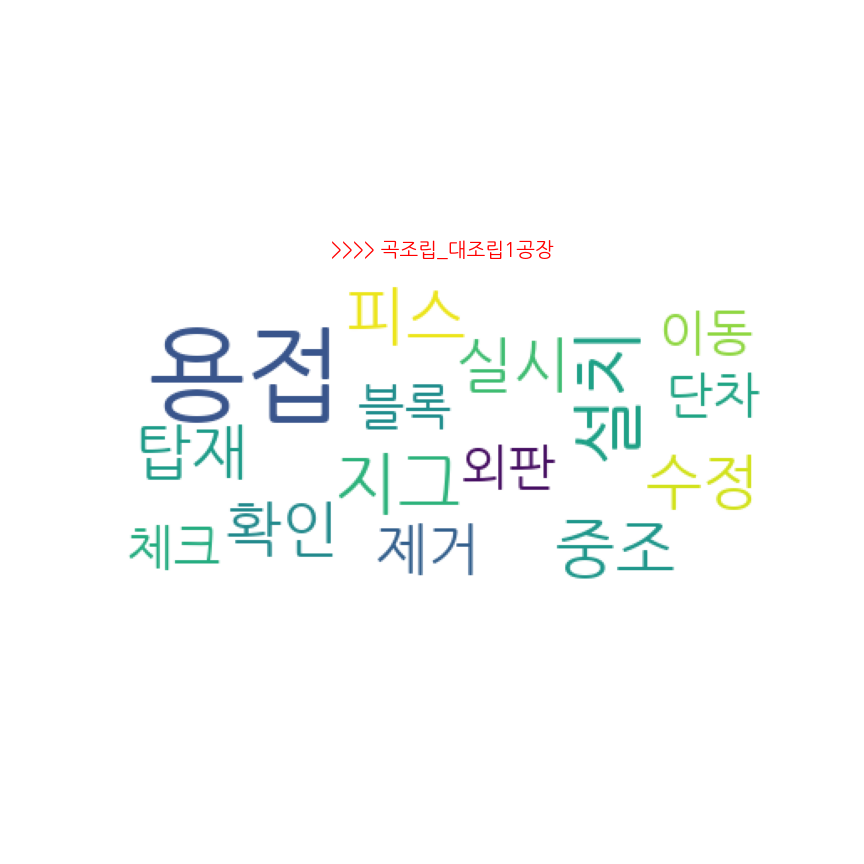 >>>> 곡조립_대조립1공장
피스
용접
실시
설치
이동
블록
단차
탑재
지그
외판
수정
확인
체크
제거
중조